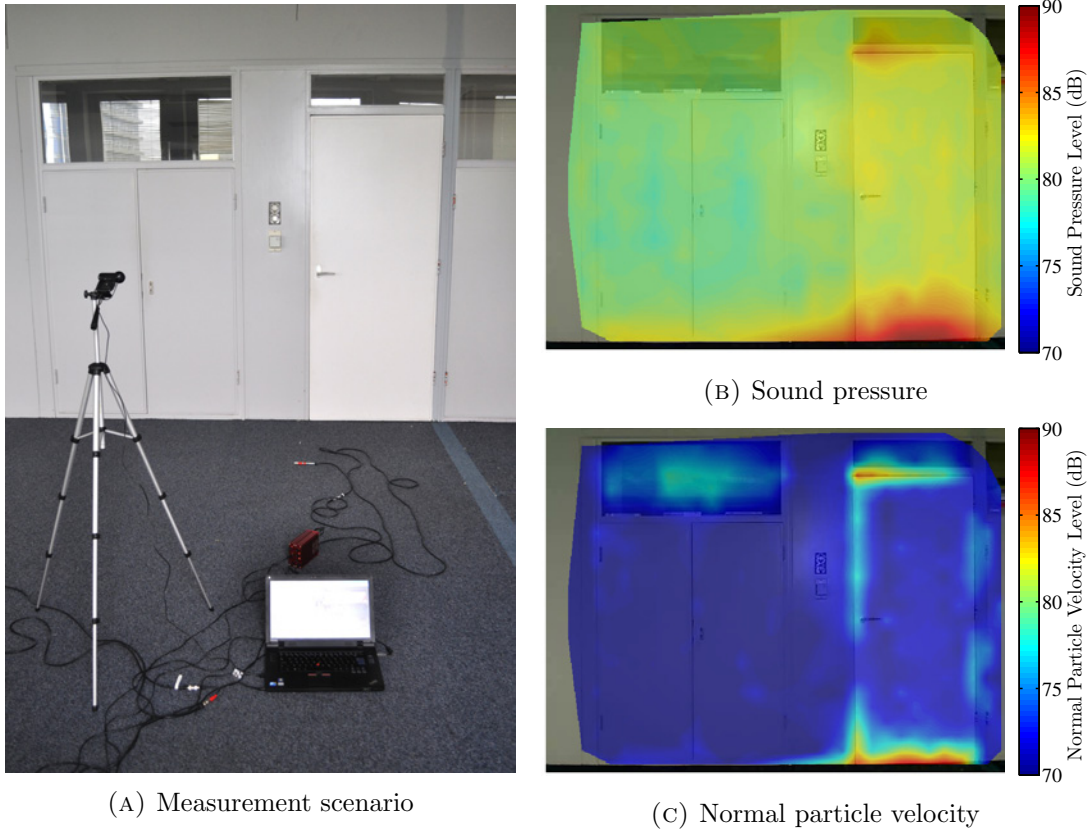 90
85
80
75
70
Sound Pressure Level (dB)
(B) Sound pressure
90
85
80
75
70
Normal Particle Velocity Level (dB)
(A) Measurement scenario
(C) Normal particle velocity